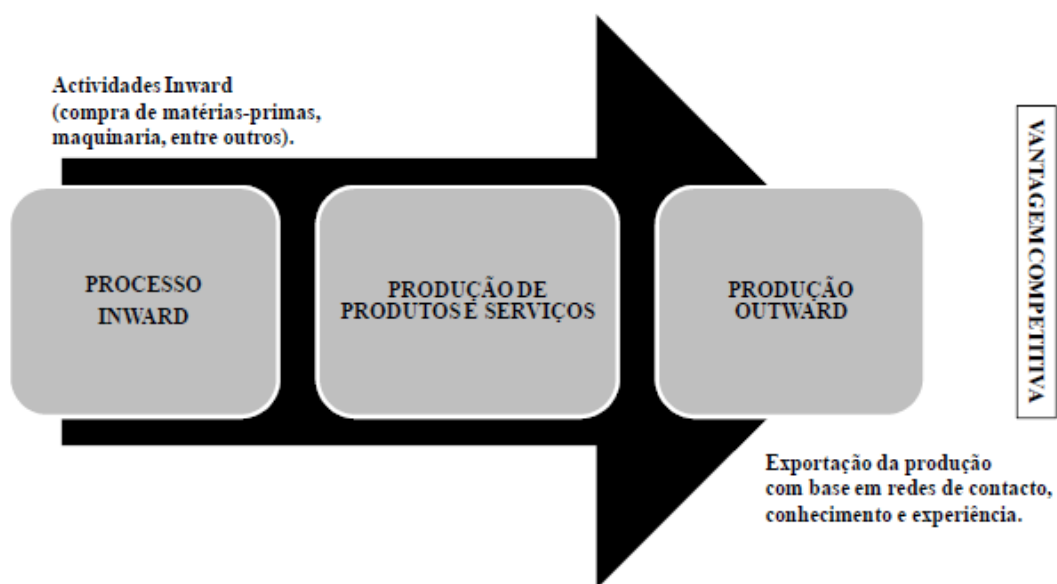 Actividades Inward
(compra de matérias-primas,
maquinaria, entre outros).
PROCESSO
INWARD
PRODUÇÃO DE
PRODUTOS E SERVIÇOS
PRODUÇÃO
OUTWARD
VANTAGEM COMPETITIVA
Exportação da produção
com base em redes de contacto,
conhecimento e experiência.